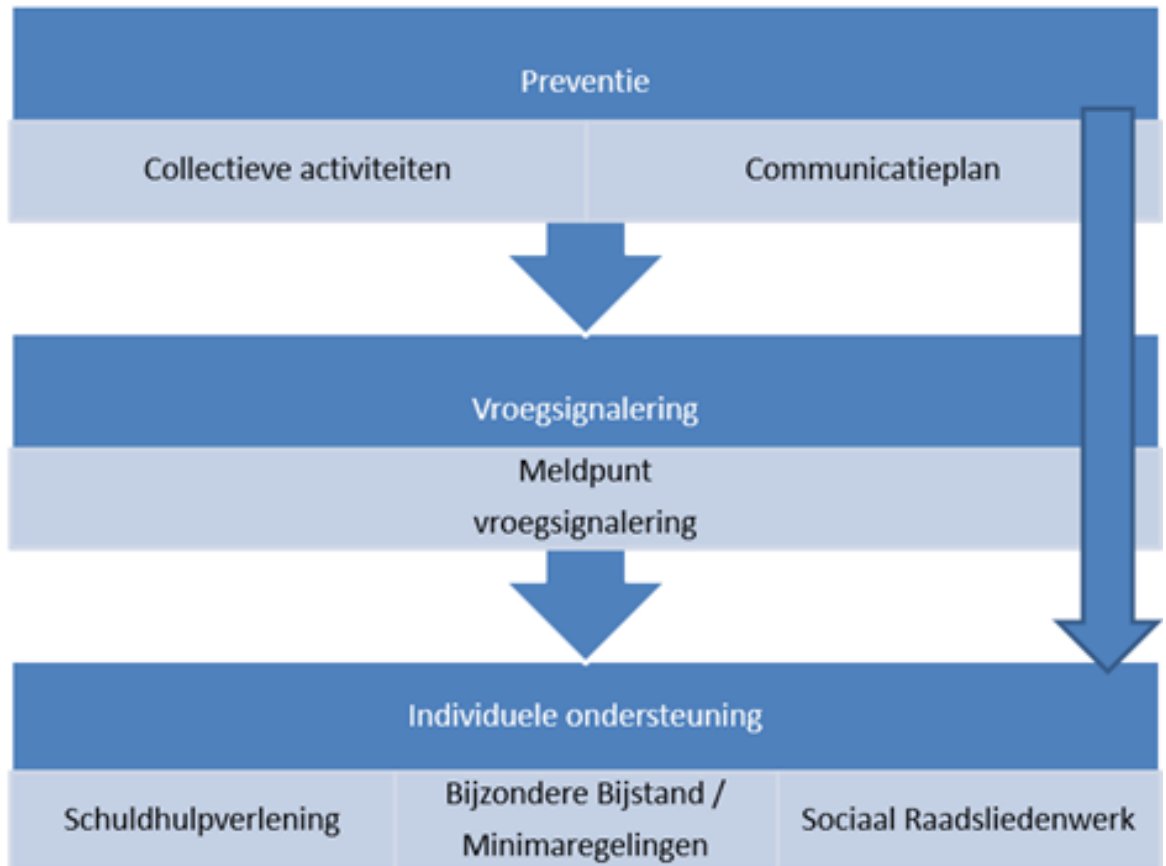 Preventie
Collectieve activiteiten
Communicatieplan
Vroegsignalering
Meldpunt
vroegsignalering
Individuele ondersteuning
Schuldhulpverlening
Bijzondere Bijstand /
Minimaregelingen
Sociaal Raadsliedenwerk